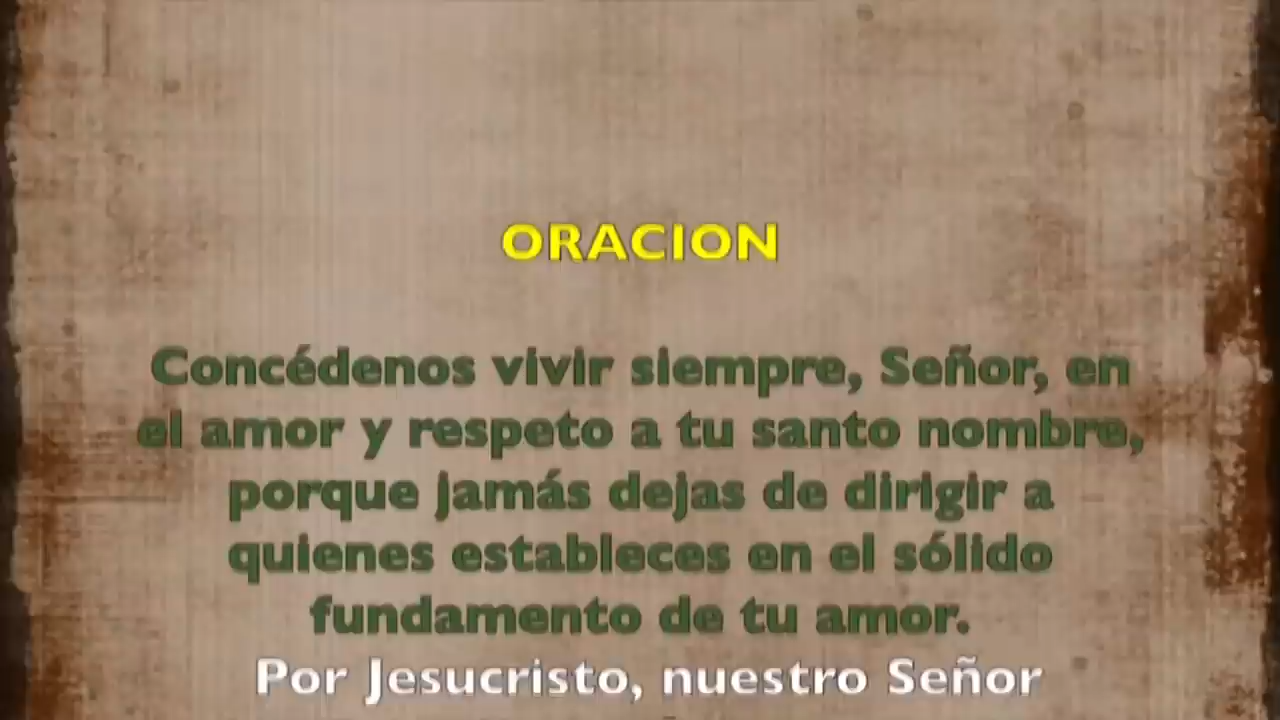 ORACION
Concédenos vivir siempre, Señor, en
el amor y respeto a tu santo nombre,
porque jamás dejas de dirigir a
quienes estableces en el sólido
fundamento de tu amor.
Por Jesucristo, nuestro Señor